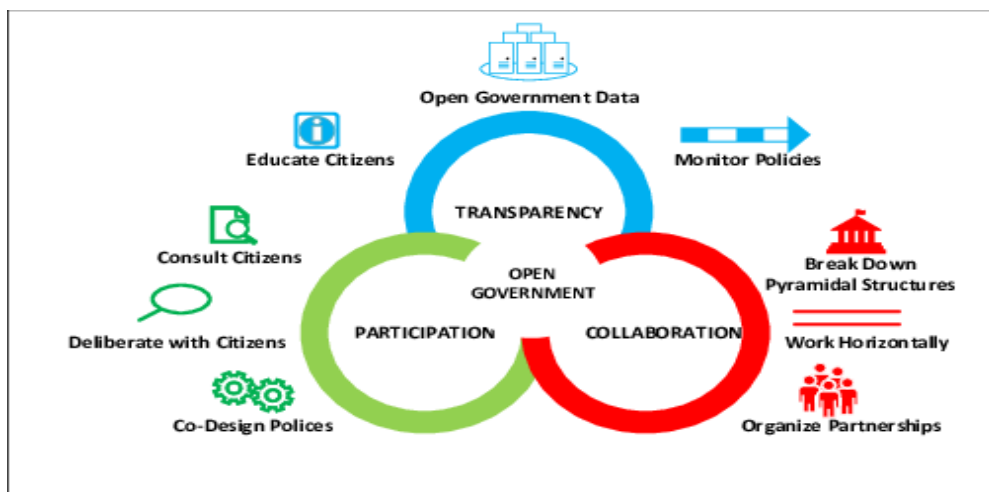 Open Government Data
Educate Citizens
Monitor Policies
TRANSPARENCY
Consult Citizens
Break Down
Pyramidal Structures
OPEN
GOVERNMENT
Deliberate with Citizens
PARTICIPATION
COLLABORATION
Work Horizontally
Co-Design Polices
Organize Partnerships